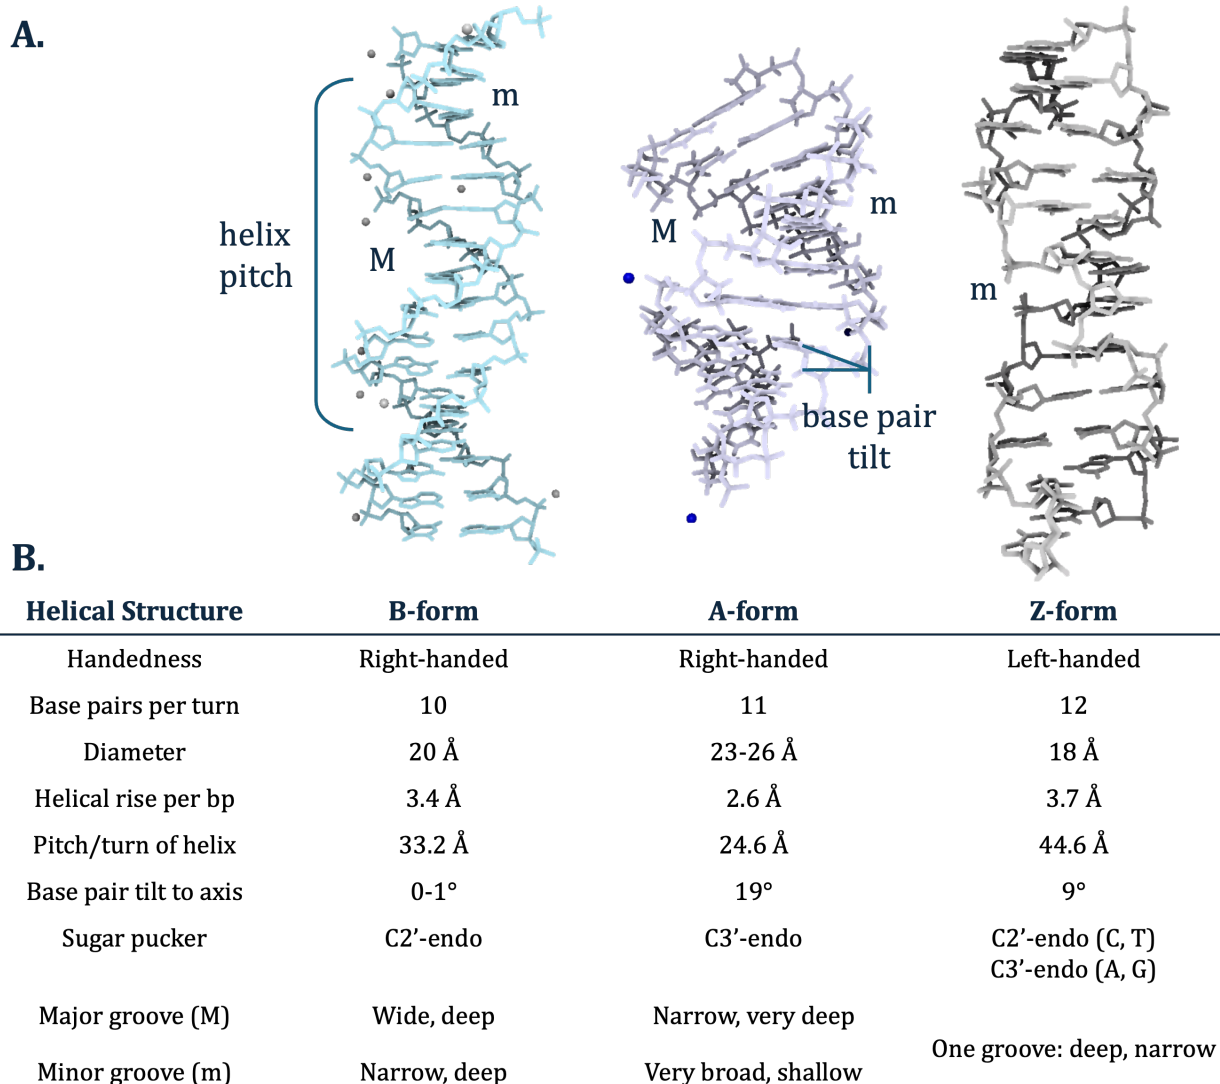 A.
m
helix
pitch
M
M
m
base pair
tilt
m
B.
Helical Structure B-form A-form Z-form
Handedness Right-handed Right-handed Left-handed
Base pairs per turn 10 11 12
Diameter 20 Å 23-26 Å 18 Å
Helical rise per bp 3.4 Å 2.6 Å 3.7 Å
Pitch/turn of helix 33.2 Å 24.6 Å 44.6 Å
Base pair tilt to axis 0-1° 19° 9°
Sugar pucker C2’-endo C3’-endo C2’-endo (C, T)
C3’-endo (A, G)
Major groove (M) Wide, deep Narrow, very deep
One groove: deep, narrow
Minor groove (m) Narrow, deep Very broad, shallow